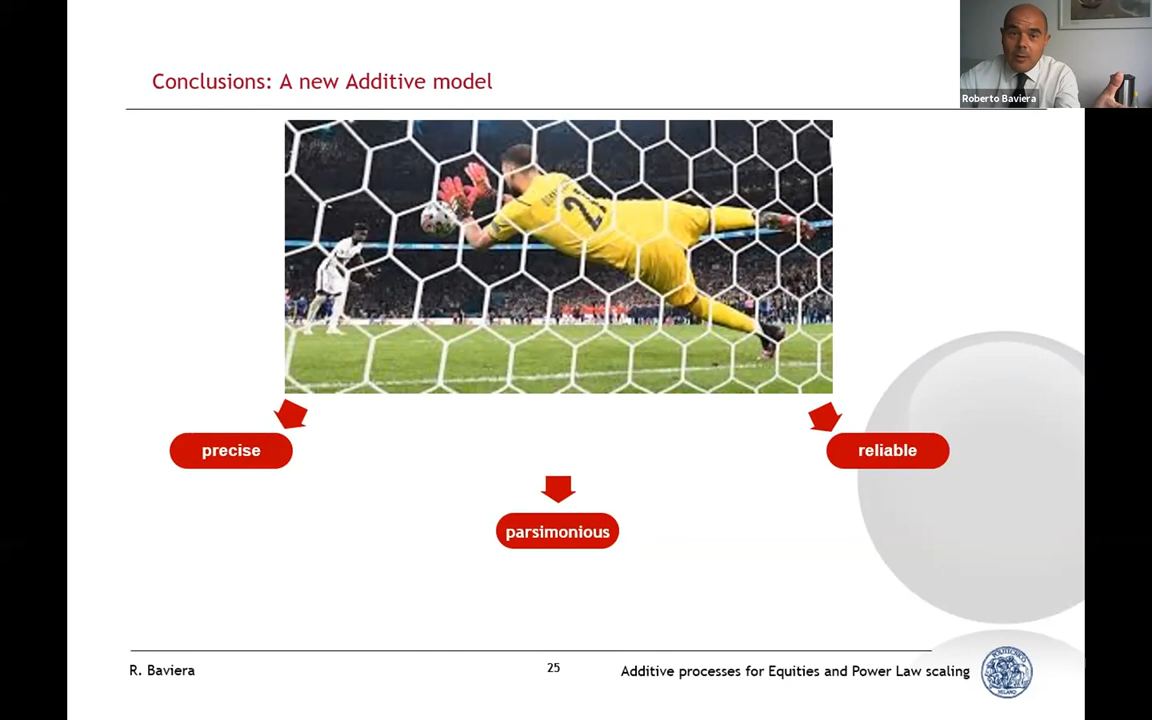 Conclusions: A new Additive model
Roberto Baviera
precise
reliable
parsimonious
R. Baviera
25
Additive processes for Equities and Power Law scaling